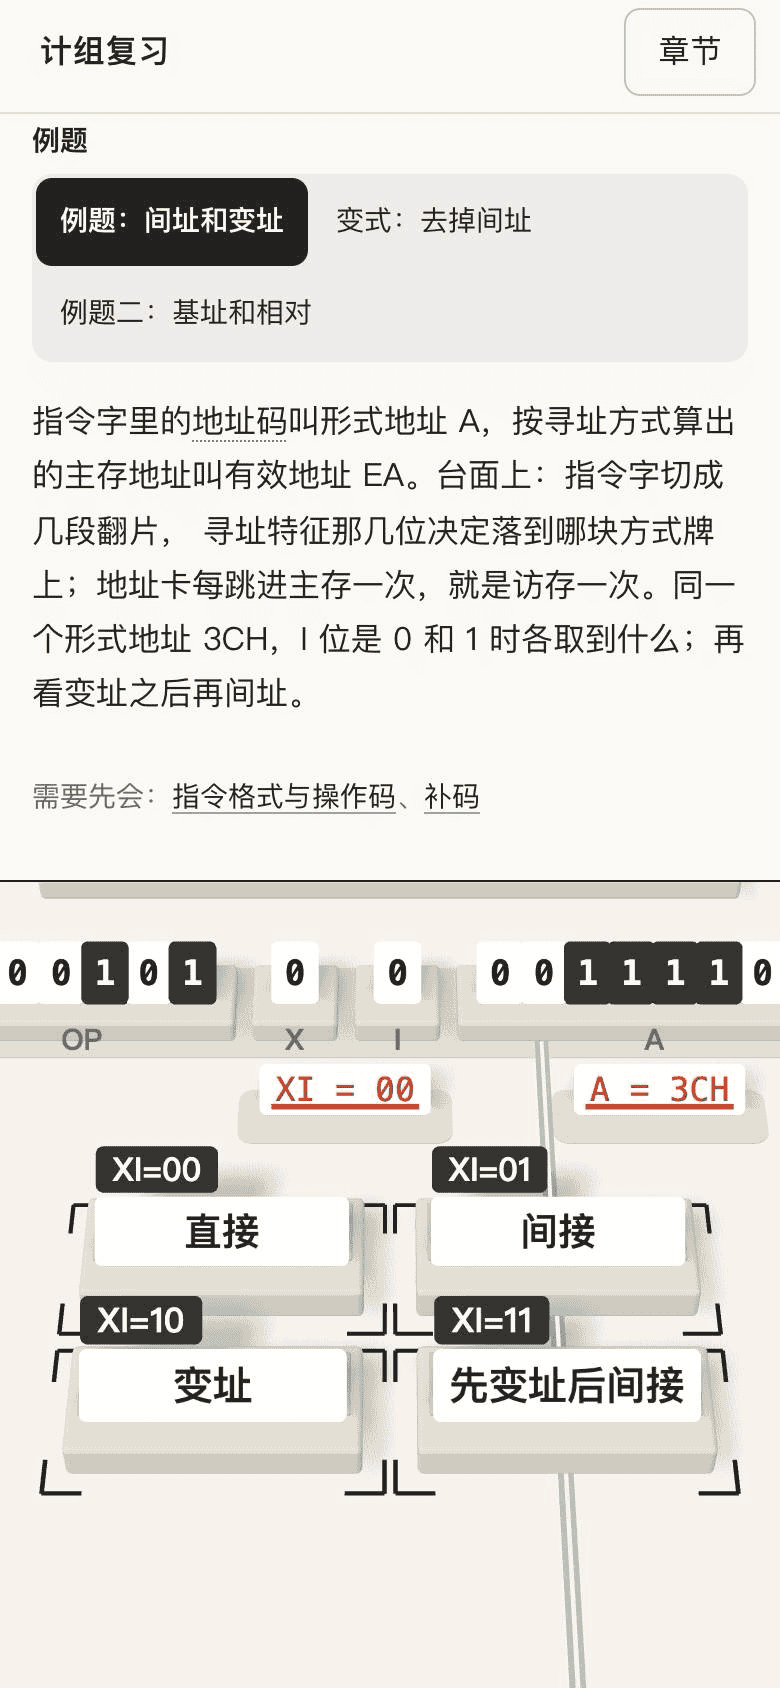 计组复习
章节
例题
例题：间址和变址
变式：去掉间址
例题二：基址和相对
指令字里的地址码叫形式地址 A，按寻址方式算出
的主存地址叫有效地址 EA。台面上：指令字切成
几段翻片， 寻址特征那几位决定落到哪块方式牌
上；地址卡每跳进主存一次，就是访存一次。同一
个形式地址 3CH，I 位是 0 和 1 时各取到什么；再
看变址之后再间址。
需要先会：指令格式与操作码、补码
0 0 1 0 1 0 0 0 0 1 1 1 1 0
OP X I A
XI = 00 A = 3CH
XI=00 XI=01
直接 间接
XI=10 XI=11
变址 先变址后间接